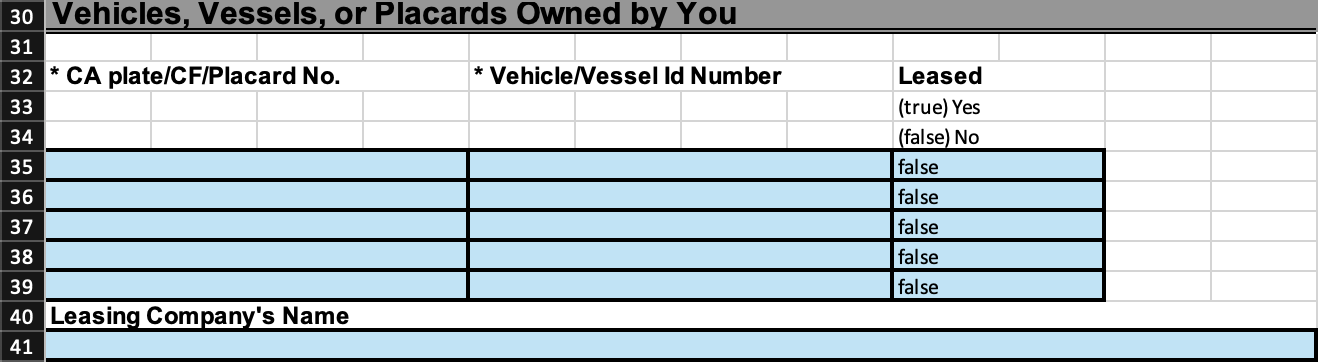 30 Vehicles, Vessels, or Placards Owned by You
31
32 * CA plate/CF/Placard No. * Vehicle/Vessel Id Number Leased
33 (true) Yes
34 (false) No
35 false
36 false
37 false
38 false
39 false
40 Leasing Company's Name
41